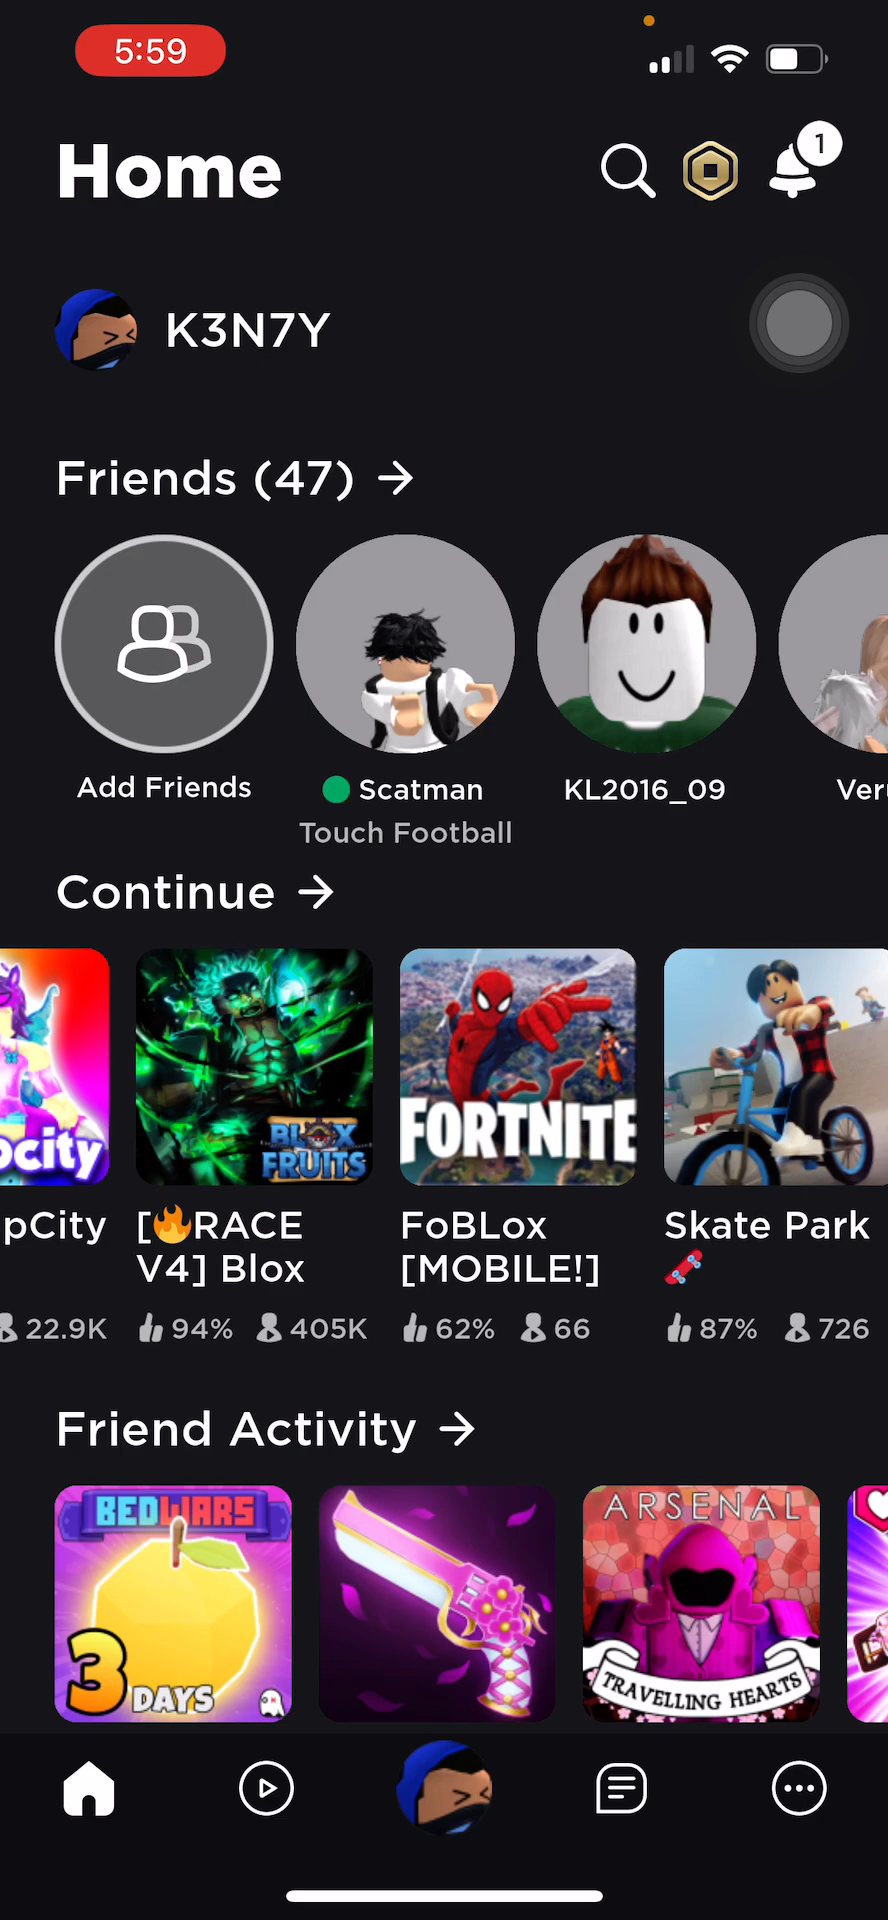 5:59
Home
1
K3N7Y
Friends (47) →
Add Friends
Scatman
Touch Football
KL2016_09
Ver
Continue →
ocity
BLOX
FRUITS
FORTNITE
pCity
22.9K
[🔥RACE
V4] Blox
94%
405K
FoBLox
[MOBILE!]
62%
66
Skate Park
🛹
87%
726
Friend Activity →
BEDWARS
3
DAYS
ARSENAL
TRAVELLING HEARTS